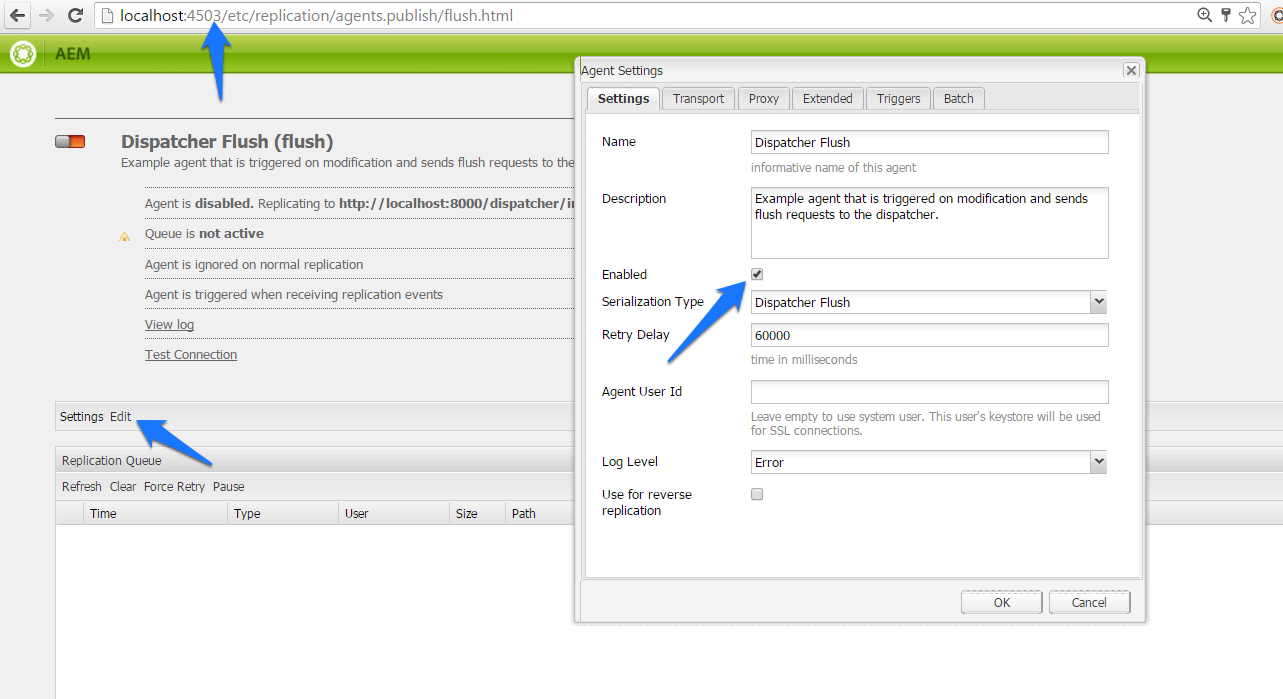 localhost:4503/etc/replication/agents.publish/flush.html
AEM
Dispatcher Flush (flush)
Example agent that is triggered on modification and sends flush requests to the
Agent is disabled. Replicating to http://localhost:8000/dispatcher/in
Queue is not active
Agent is ignored on normal replication
Agent is triggered when receiving replication events
View log
Test Connection
Settings Edit
Replication Queue
Refresh Clear Force Retry Pause
Time Type User Size Path
Agent Settings
Settings Transport Proxy Extended Triggers Batch
Name Dispatcher Flush
informative name of this agent
Description Example agent that is triggered on modification and sends
flush requests to the dispatcher.
Enabled
Serialization Type Dispatcher Flush
Retry Delay 60000
time in milliseconds
Agent User Id
Leave empty to use system user. This user's keystore will be used
for SSL connections.
Log Level Error
Use for reverse
replication
OK Cancel